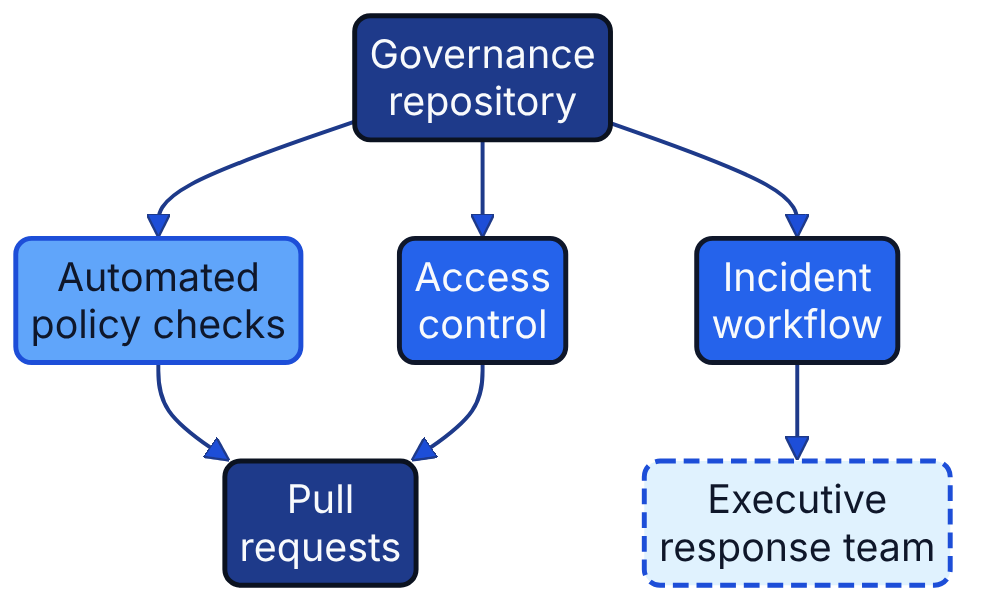 Governance
repository
Automated
policy checks
Access
control
Incident
workflow
Pull
requests
Executive
response team